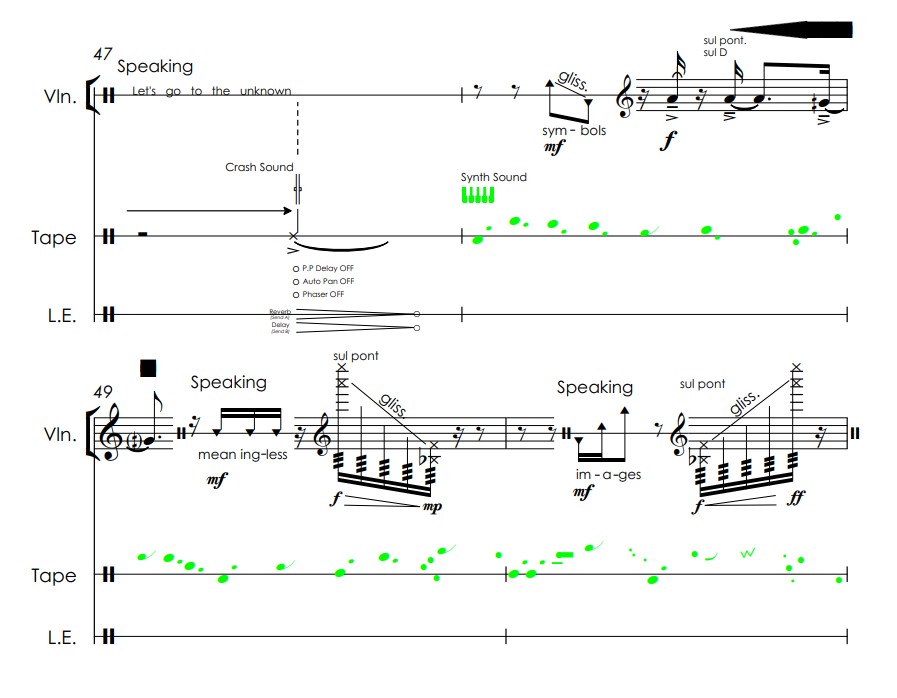 47
Speaking
sul pont.
sul D
Vln.
Let's go to the unknown
gliss.
sym - bols
mf
f
Crash Sound
Synth Sound
Tape
P.P Delay OFF
Auto Pan OFF
Phaser OFF
L.E.
Reverb
(Send A)
Delay
(Send B)
49
Speaking
sul pont
Speaking
sul pont
Vln.
gliss.
gliss.
mean ing-less
im - a - ges
mf
f
mp
mf
f
ff
Tape
L.E.